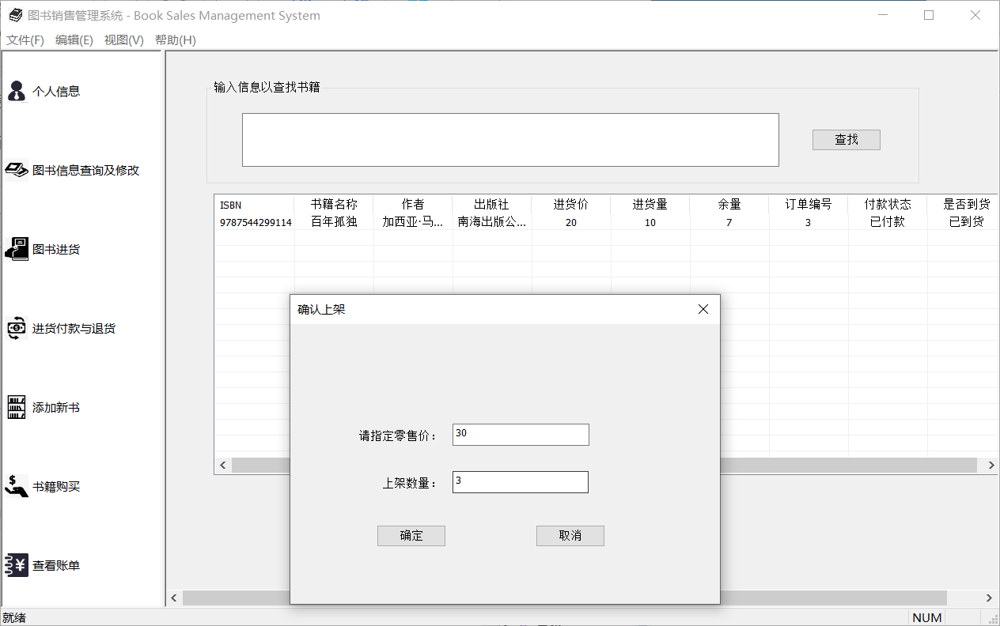 图书销售管理系统 - Book Sales Management System
文件(F) 编辑(E) 视图(V) 帮助(H)
个人信息
图书信息查询及修改
图书进货
进货付款与退货
添加新书
书籍购买
查看账单
输入信息以查找书籍
查找
ISBN 书籍名称 作者 出版社 进货价 进货量 余量 订单编号 付款状态 是否到货
9787544299114 百年孤独 加西亚·马... 南海出版公... 20 10 7 3 已付款 已到货
确认上架
请指定零售价： 30
上架数量： 3
确定 取消
就绪 NUM